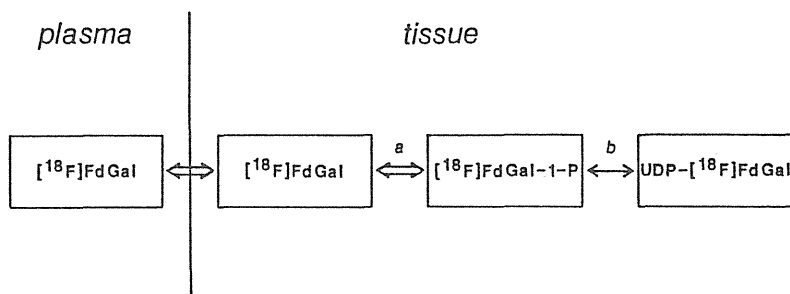 plasma
tissue
[18F]FdGal
[18F]FdGal
a
[18F]FdGal-1-P
b
UDP-[18F]FdGal